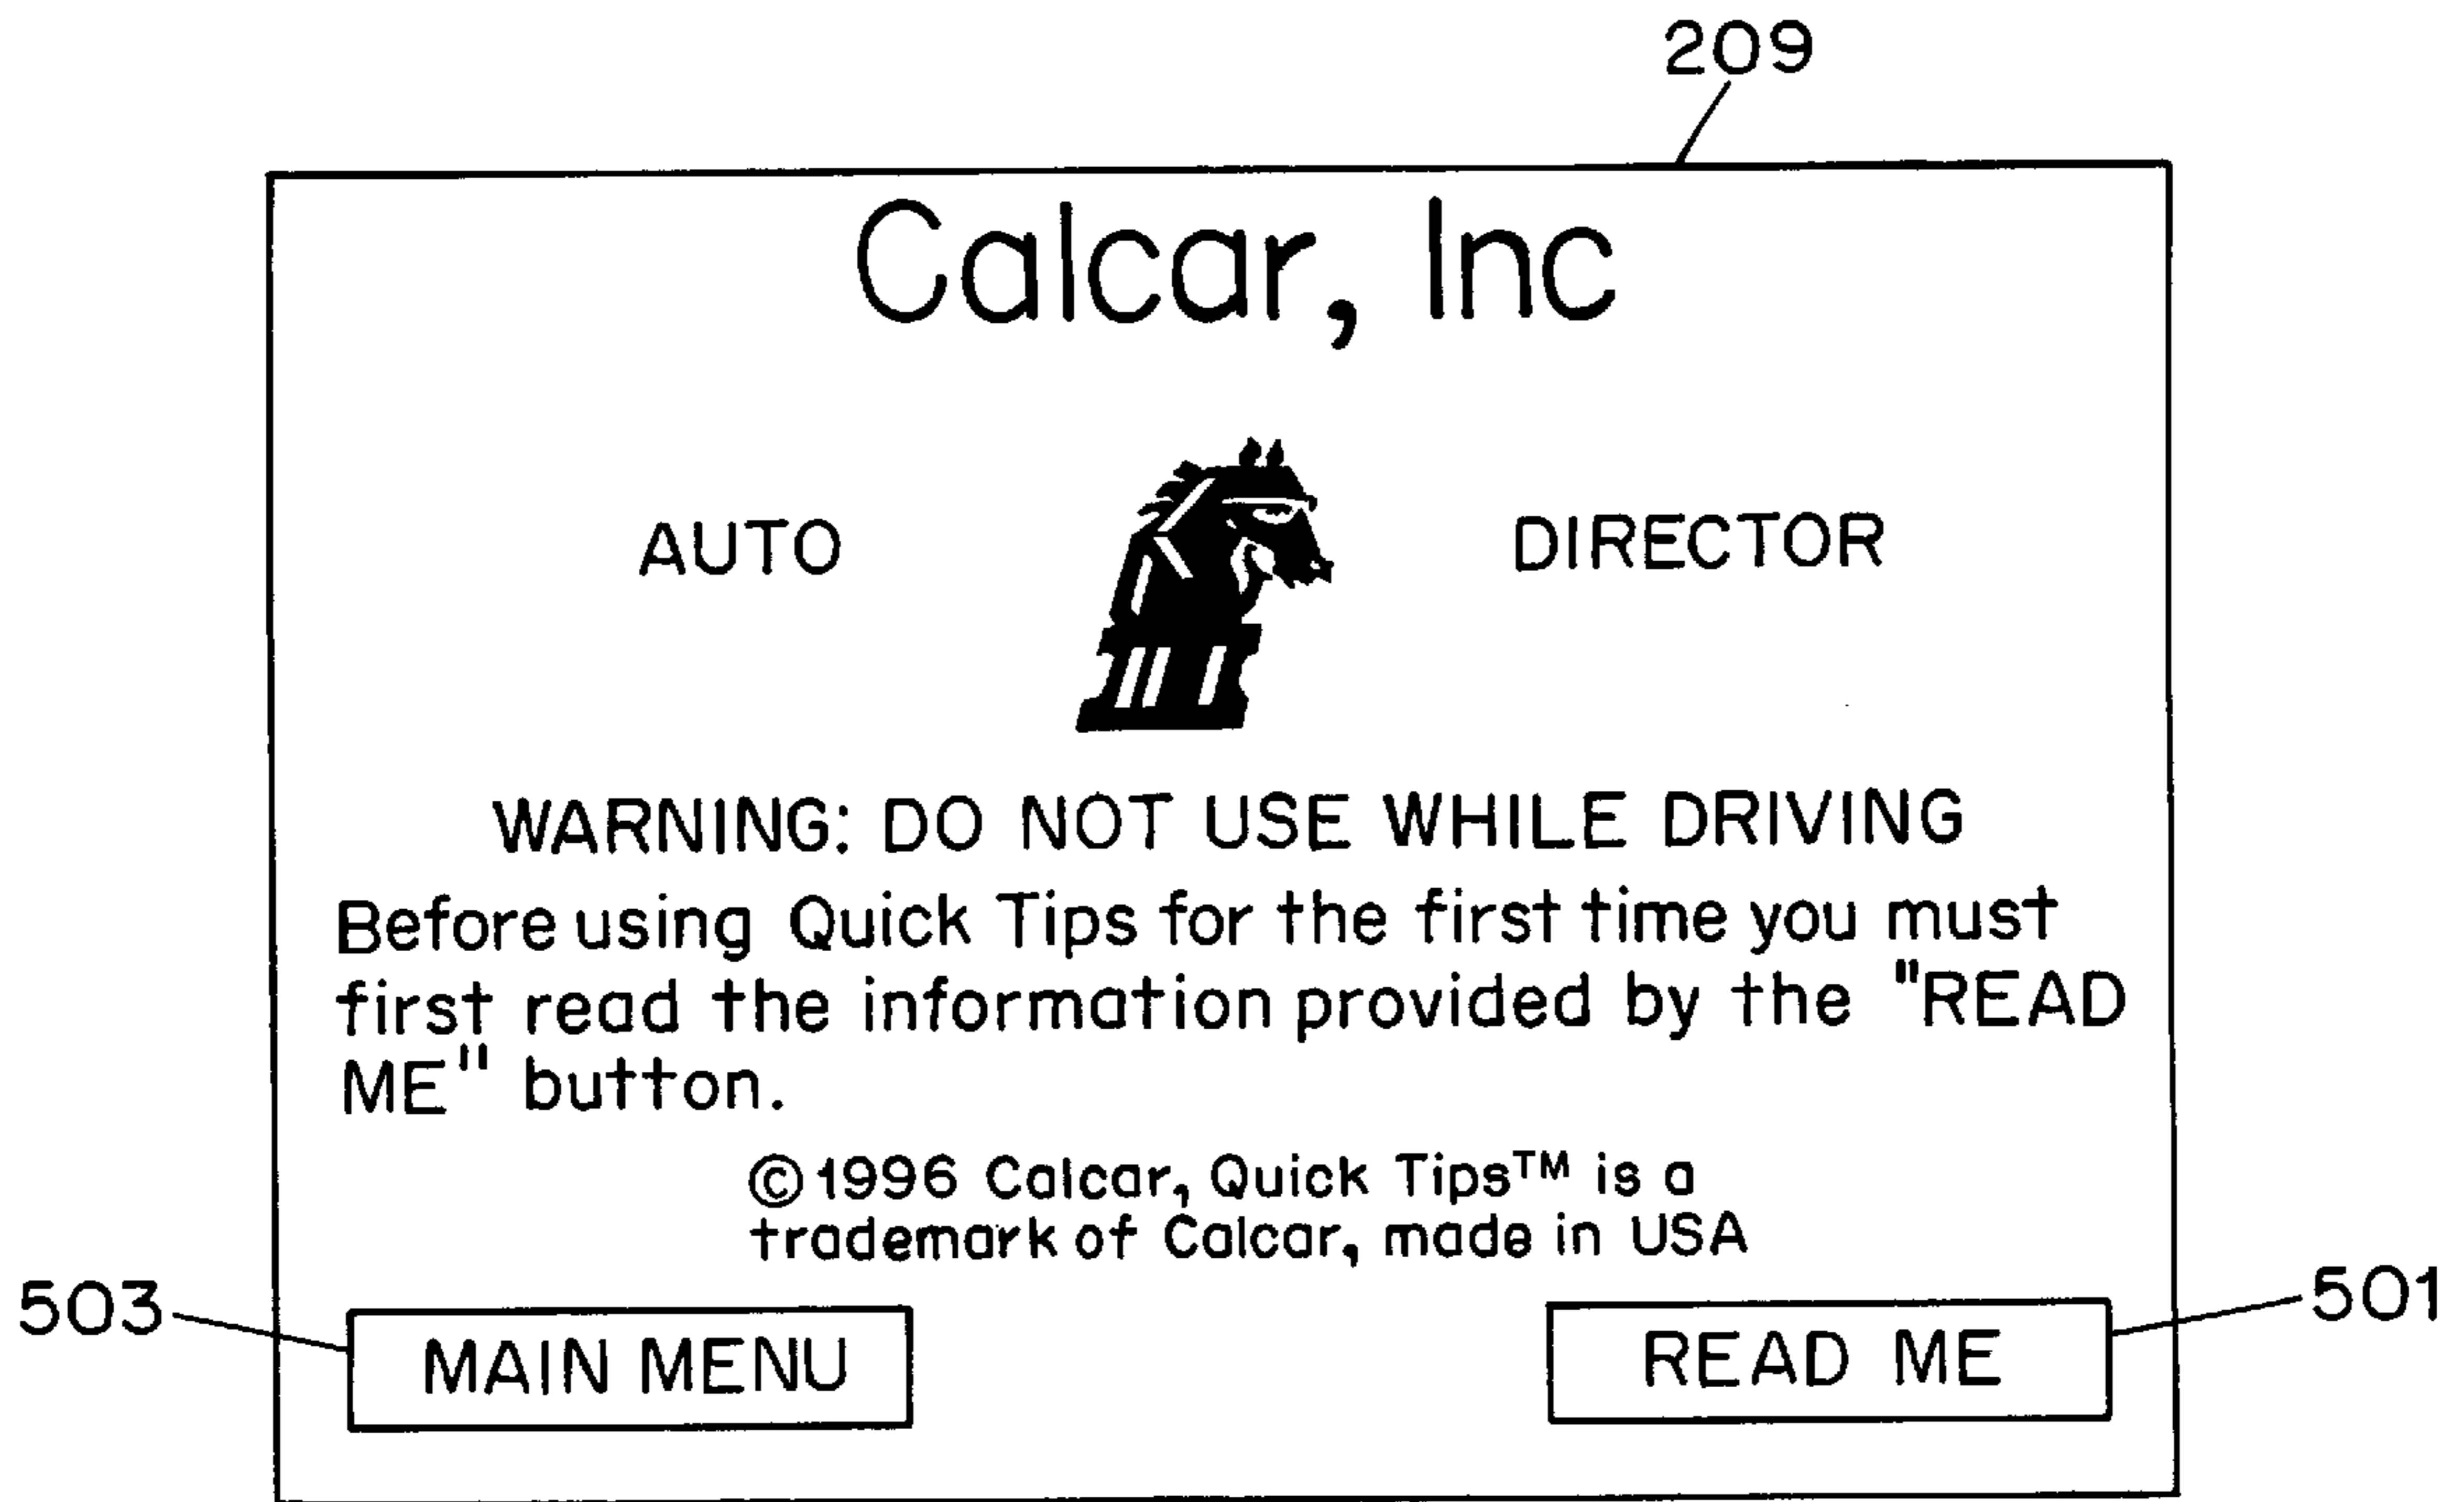 209
Calcar, Inc
AUTO DIRECTOR
WARNING: DO NOT USE WHILE DRIVING
Before using Quick Tips for the first time you must
first read the information provided by the "READ
ME" button.
©1996 Calcar, Quick Tips™ is a
trademark of Calcar, made in USA
503 501
MAIN MENU READ ME